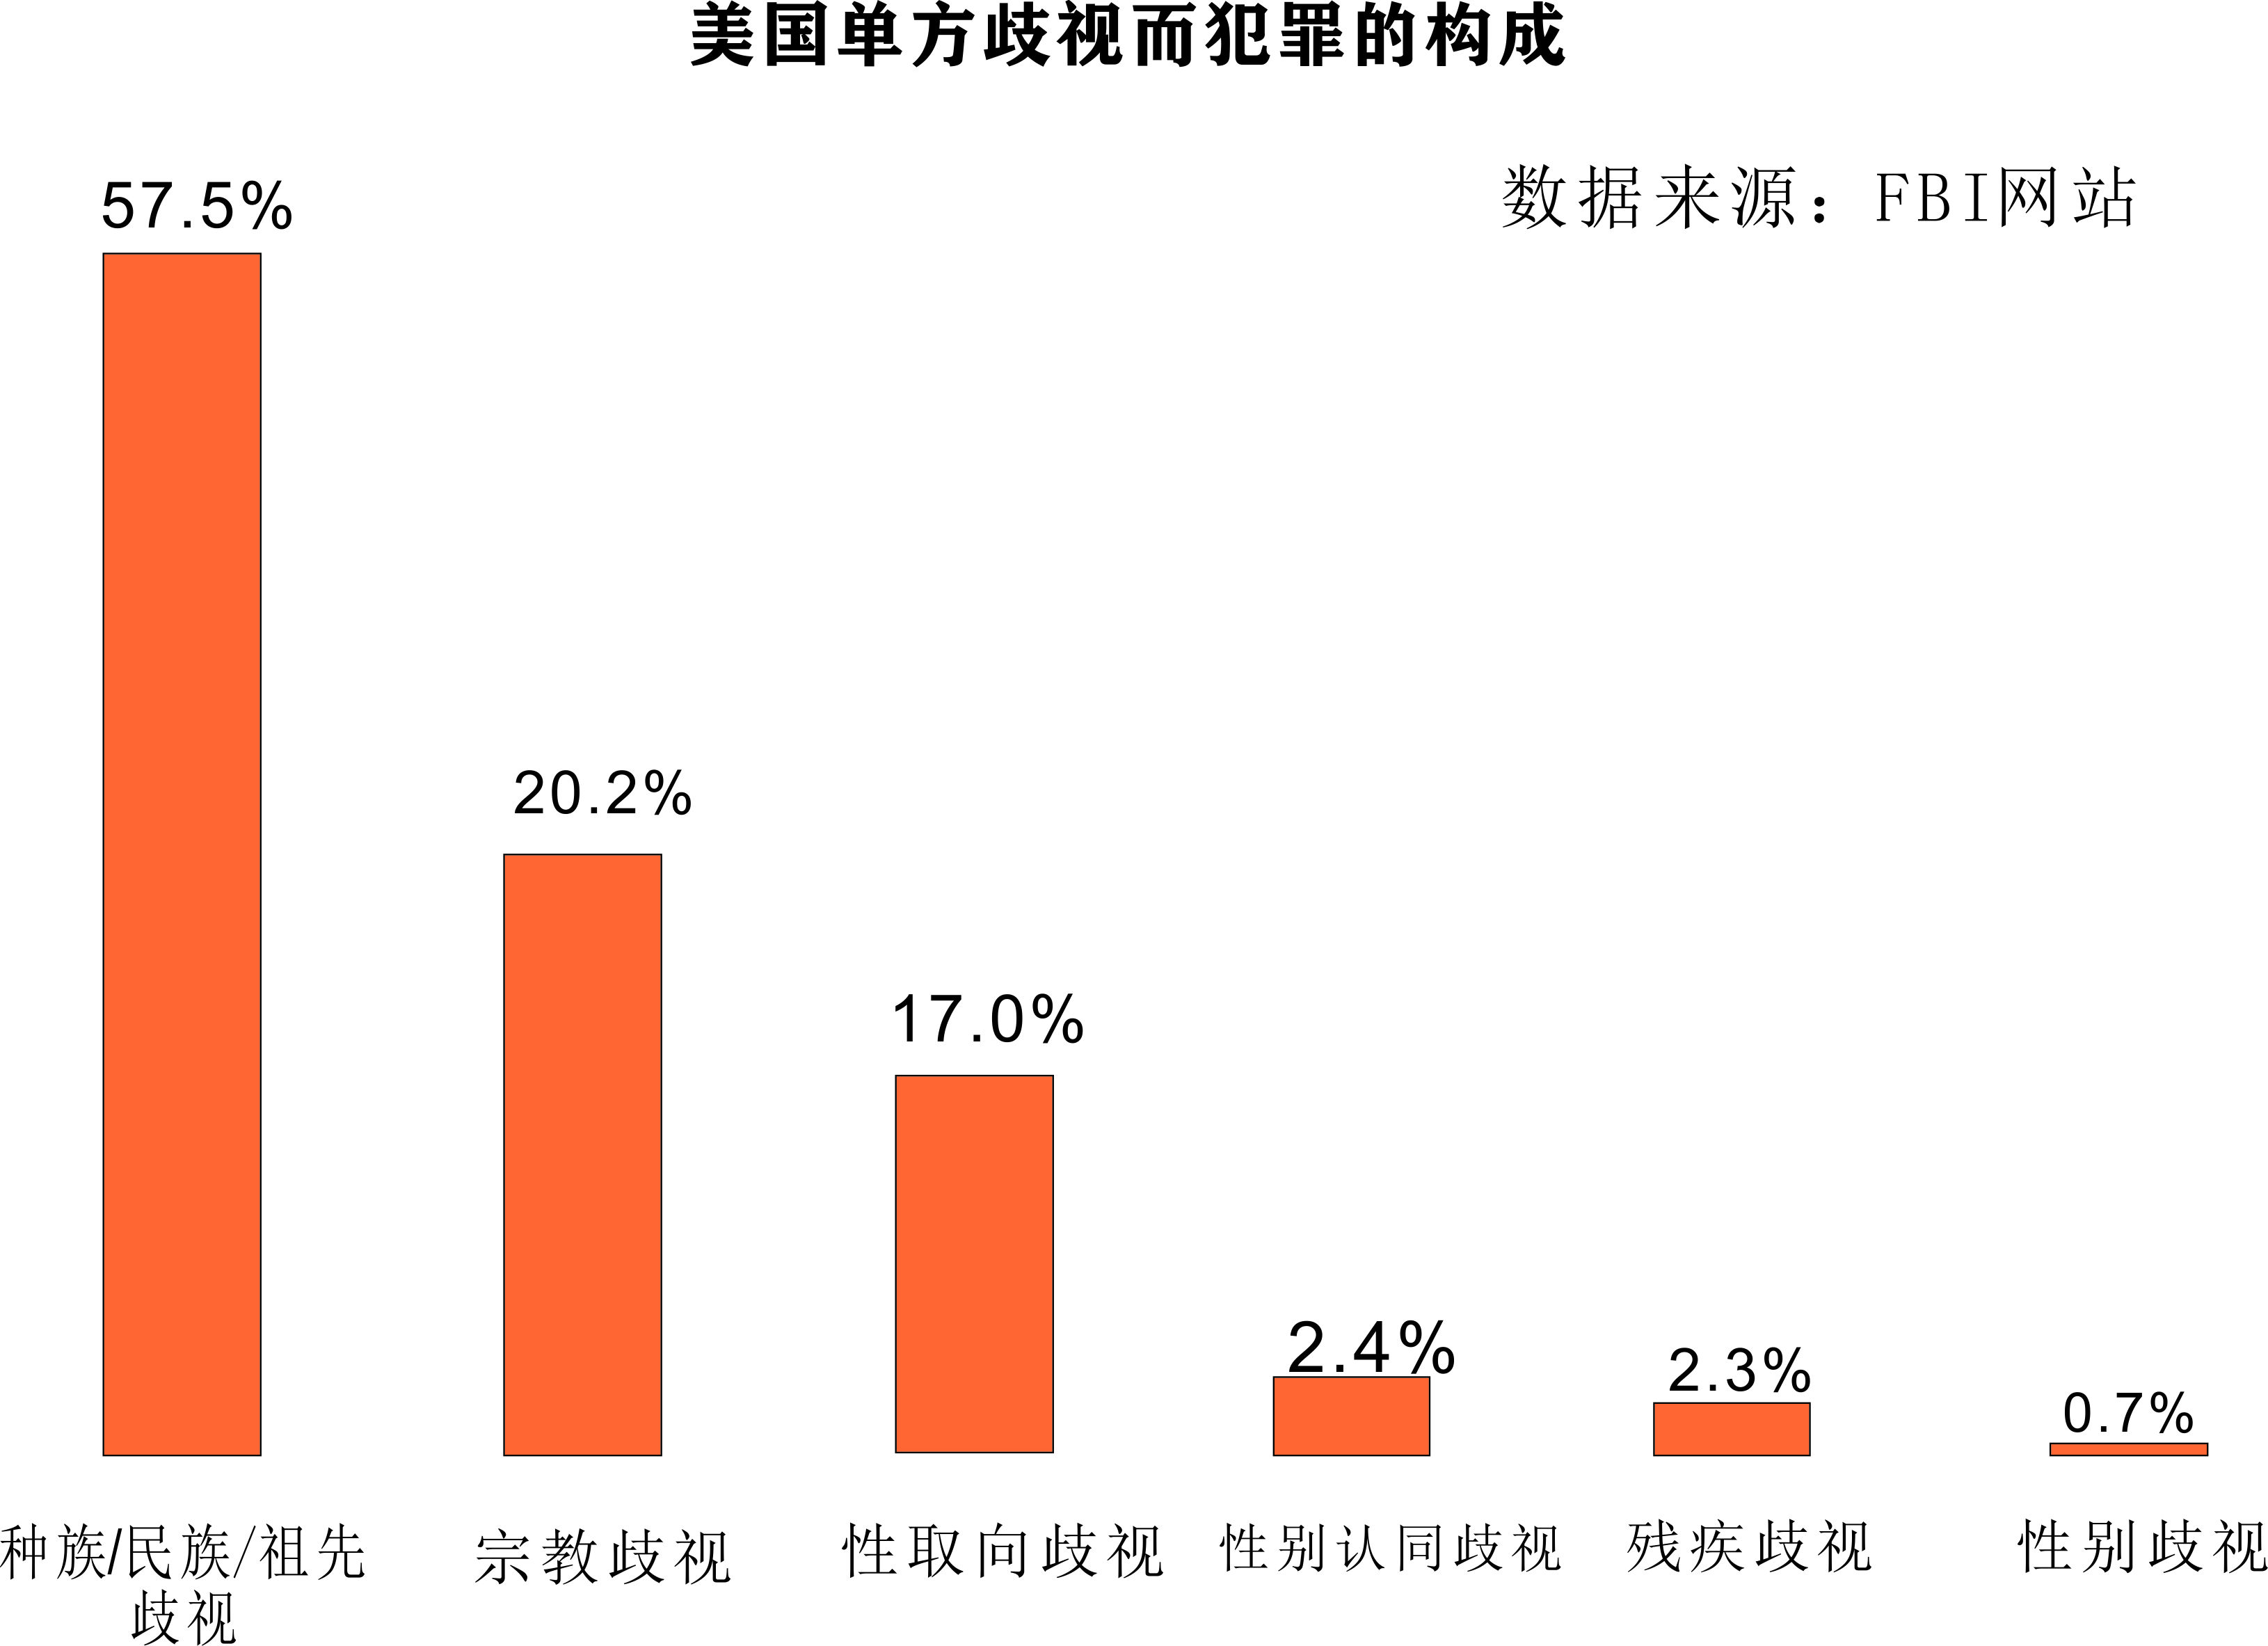 美国单方歧视而犯罪的构成
数据来源：FBI网站
57.5%
20.2%
17.0%
2.4%
2.3%
0.7%
种族/民族/祖先
歧视
宗教歧视
性取向歧视
性别认同歧视
残疾歧视
性别歧视